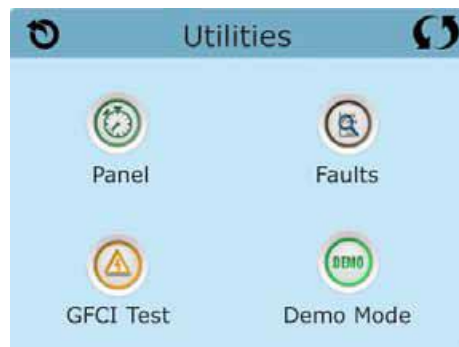 Utilities
Panel
Faults
GFCI Test
DEMO
Demo Mode